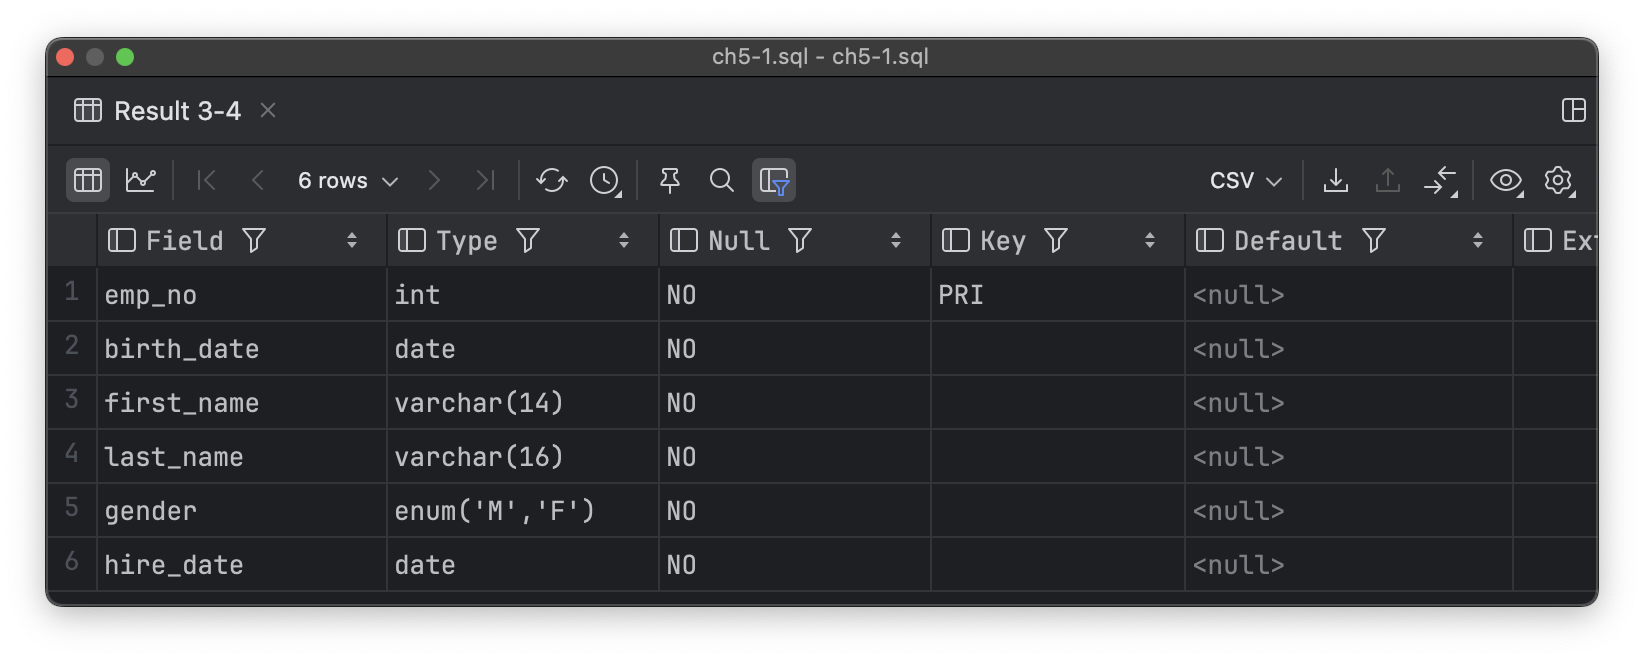 ch5-1.sql - ch5-1.sql
Result 3-4
6 rows CSV
Field Type Null Key Default
1 emp_no int NO PRI <null>
2 birth_date date NO <null>
3 first_name varchar(14) NO <null>
4 last_name varchar(16) NO <null>
5 gender enum('M','F') NO <null>
6 hire_date date NO <null>